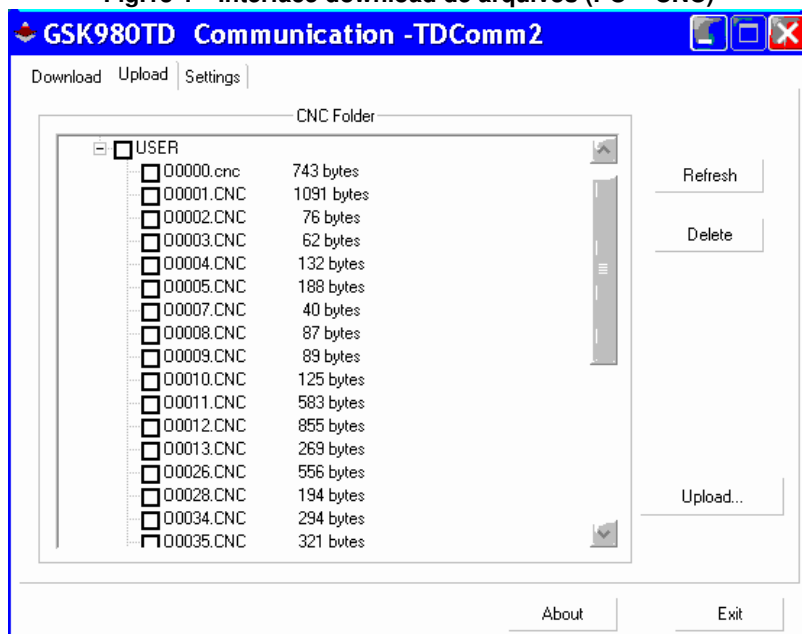 GSK980TD Communication -TDComm2
Download Upload Settings
CNC Folder
USER
O0000.cnc 743 bytes
O0001.CNC 1091 bytes
O0002.CNC 76 bytes
O0003.CNC 62 bytes
O0004.CNC 132 bytes
O0005.CNC 188 bytes
O0007.CNC 40 bytes
O0008.CNC 87 bytes
O0009.CNC 89 bytes
O0010.CNC 125 bytes
O0011.CNC 583 bytes
O0012.CNC 855 bytes
O0013.CNC 269 bytes
O0026.CNC 556 bytes
O0028.CNC 194 bytes
O0034.CNC 294 bytes
O0035.CNC 321 bytes
Refresh
Delete
Upload...
About Exit